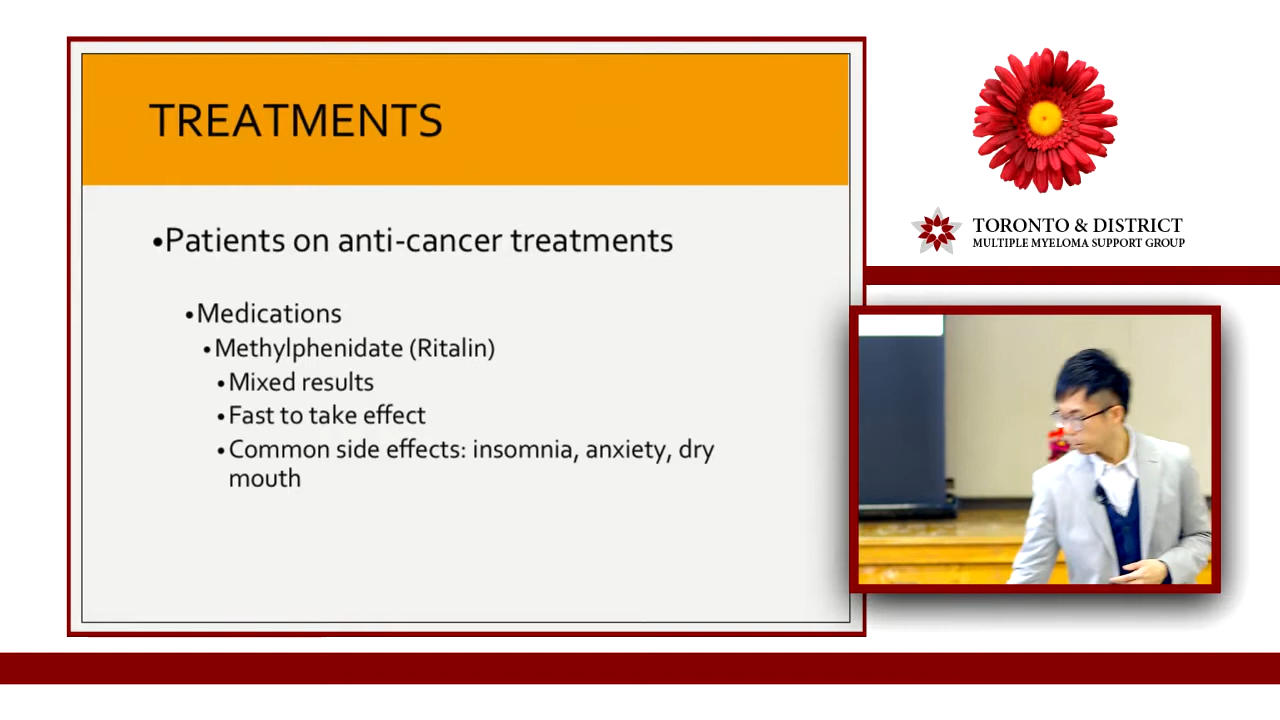 TREATMENTS
•Patients on anti-cancer treatments
•Medications
•Methylphenidate (Ritalin)
•Mixed results
•Fast to take effect
•Common side effects: insomnia, anxiety, dry
mouth
TORONTO & DISTRICT
MULTIPLE MYELOMA SUPPORT GROUP